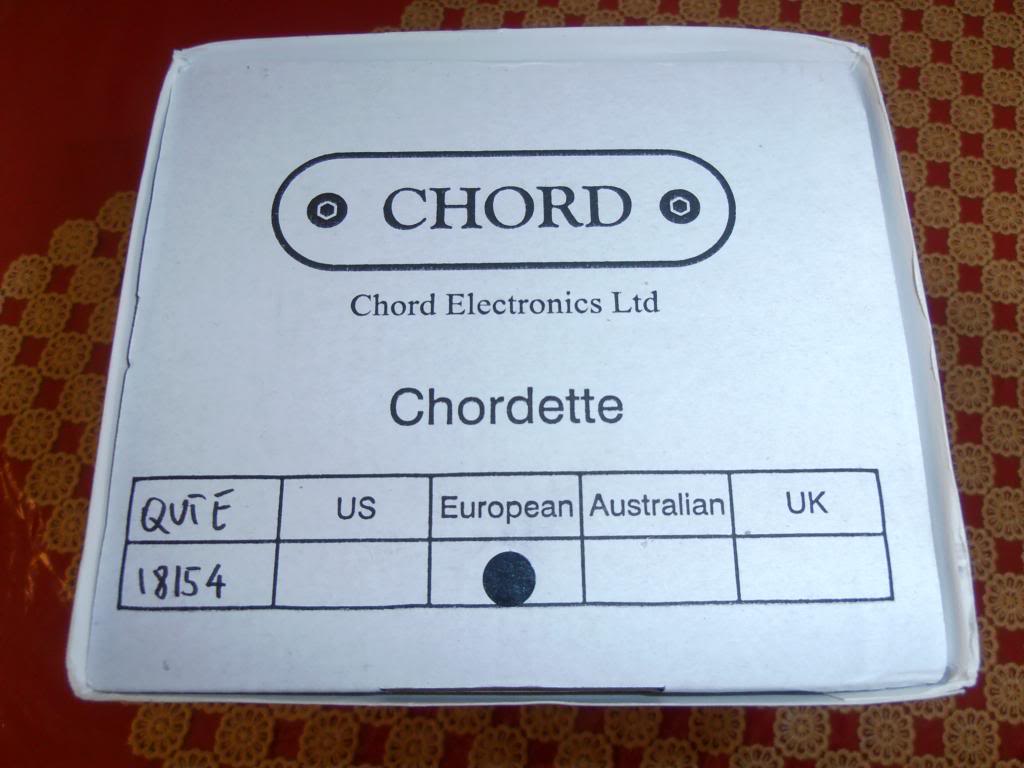 CHORD
Chord Electronics Ltd
Chordette
QUTE US European Australian UK
18154